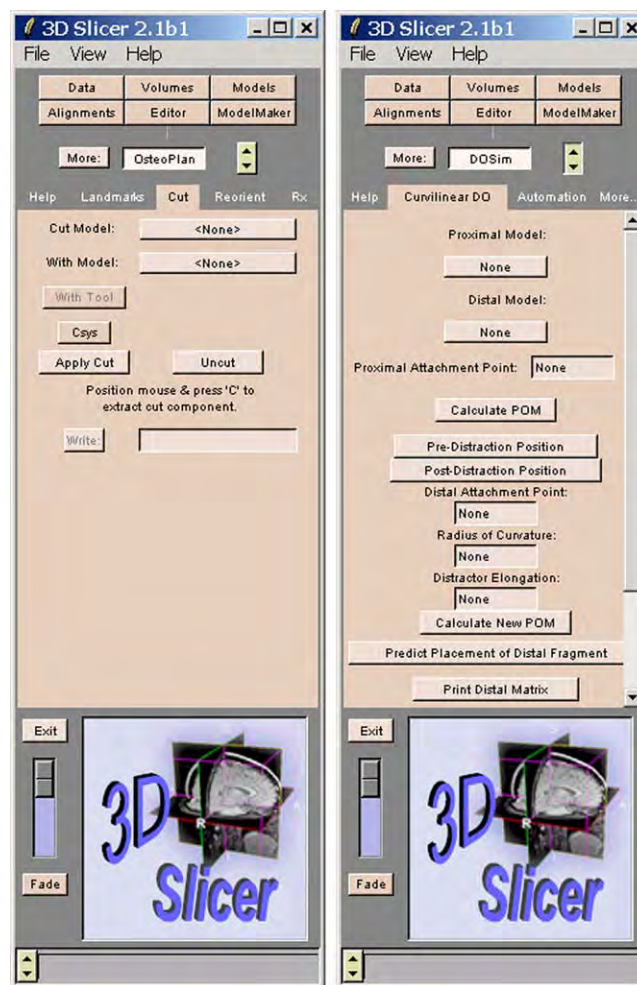 3D Slicer 2.1b1
File View Help
Data Volumes Models
Alignments Editor ModelMaker
More: OsteoPlan
Help Landmarks Cut Reorient Rx
Cut Model: <None>
With Model: <None>
With Tool
Csys
Apply Cut Uncut
Position mouse & press 'C' to
extract cut component.
Write:
Exit
Fade
R
3D
Slicer
3D Slicer 2.1b1
File View Help
Data Volumes Models
Alignments Editor ModelMaker
More: DOSim
Help Curvilinear DO Automation More..
Proximal Model:
None
Distal Model:
None
Proximal Attachment Point: None
Calculate POM
Pre-Distraction Position
Post-Distraction Position
Distal Attachment Point:
None
Radius of Curvature:
None
Distractor Elongation:
None
Calculate New POM
Predict Placement of Distal Fragment
Print Distal Matrix
Exit
Fade
R
3D
Slicer